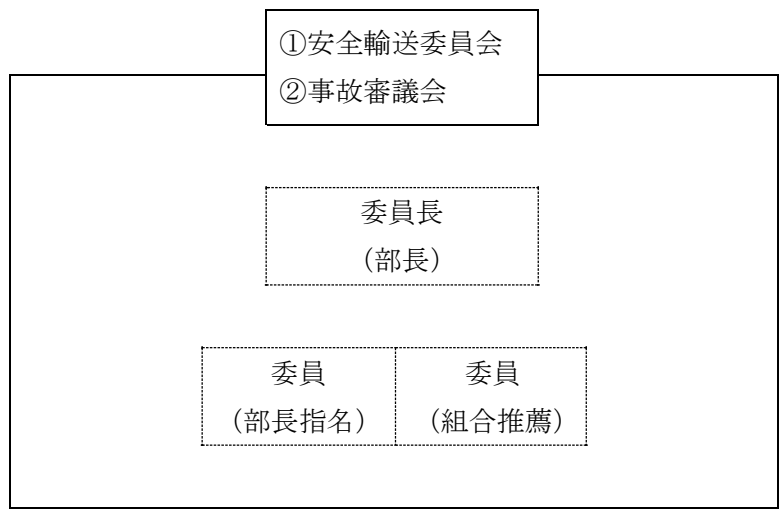 ①安全輸送委員会
②事故審議会
委員長
（部長）
委員
（部長指名）
委員
（組合推薦）